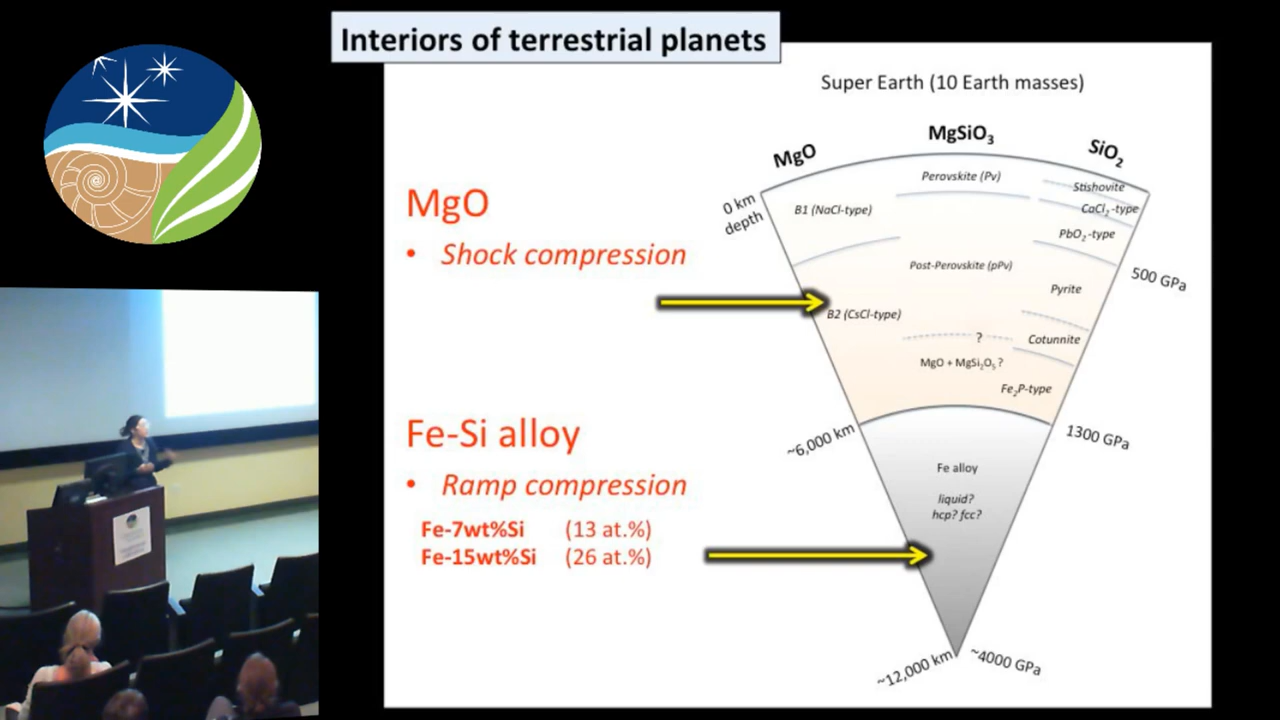 Interiors of terrestrial planets
Super Earth (10 Earth masses)
MgO
MgSiO₃
SiO₂
0 km
depth
Perovskite (Pv)
Stishovite
B1 (NaCl-type)
CaCl₂-type
PbO₂-type
Post-Perovskite (pPv)
500 GPa
Pyrite
B2 (CsCl-type)
?
Cotunnite
MgO + MgSi₂O₅ ?
Fe₂P-type
~6,000 km
1300 GPa
Fe alloy
liquid?
hcp? fcc?
~12,000 km
~4000 GPa
MgO
• Shock compression
Fe-Si alloy
• Ramp compression
Fe-7wt%Si (13 at.%)
Fe-15wt%Si (26 at.%)